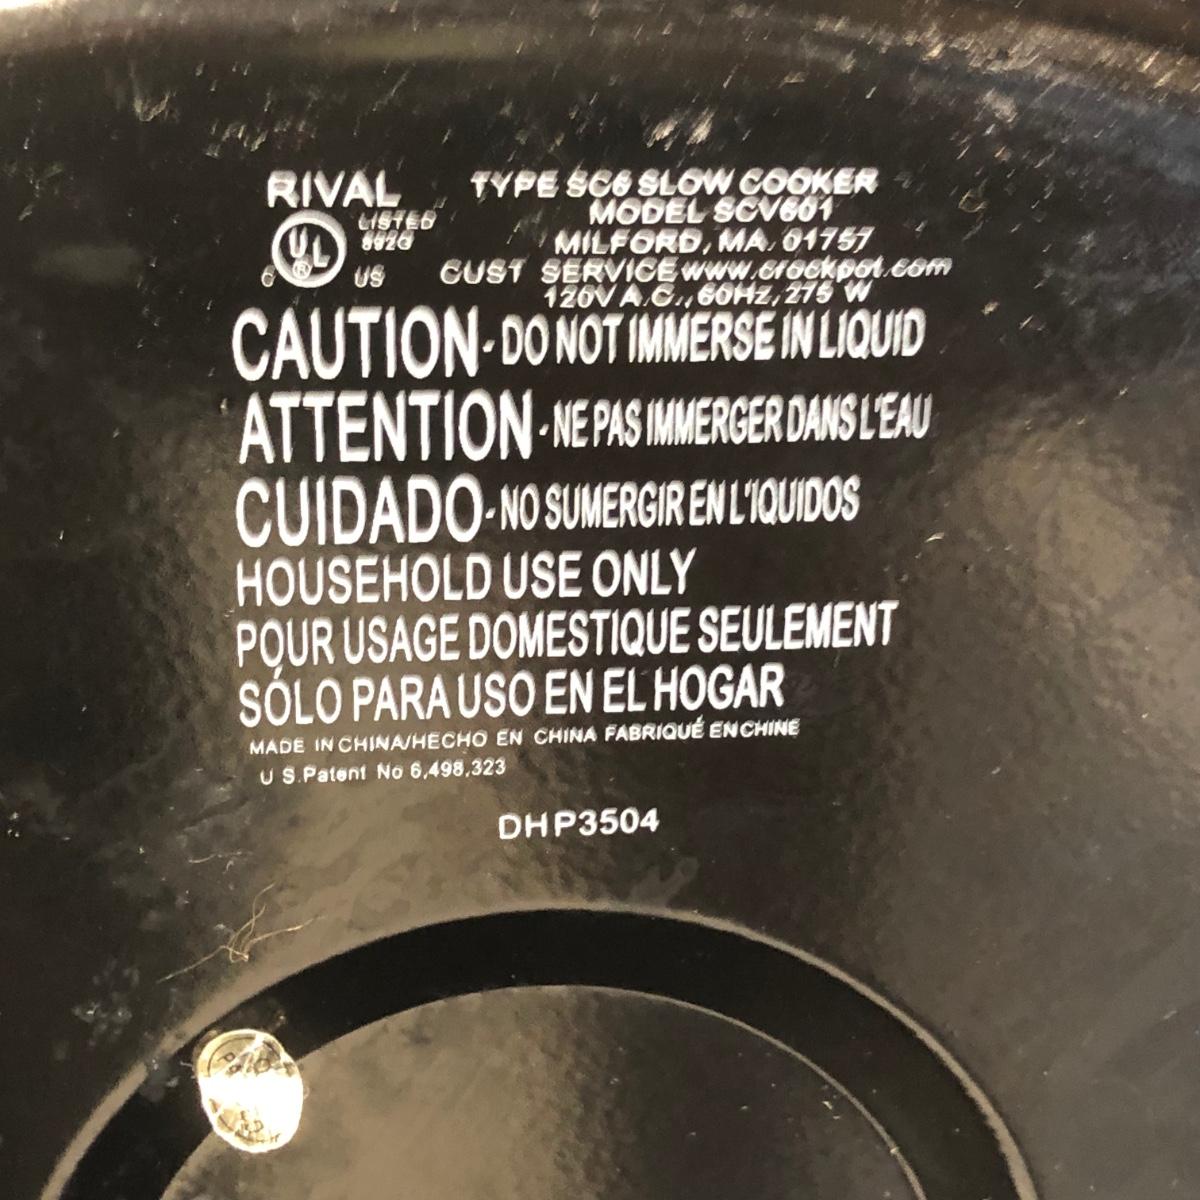 RIVAL
TYPE SC6 SLOW COOKER
LISTED
MODEL SCV601
892G
MILFORD, MA. 01757
UL
®
C US
CUST SERVICE www.crockpot.com
120V A.C., 60Hz, 275 W
CAUTION - DO NOT IMMERSE IN LIQUID
ATTENTION - NE PAS IMMERGER DANS L'EAU
CUIDADO - NO SUMERGIR EN L'IQUIDOS
HOUSEHOLD USE ONLY
POUR USAGE DOMESTIQUE SEULEMENT
SÓLO PARA USO EN EL HOGAR
MADE IN CHINA/HECHO EN CHINA FABRIQUÉ EN CHINE
U S.Patent No 6,498,323
DHP3504